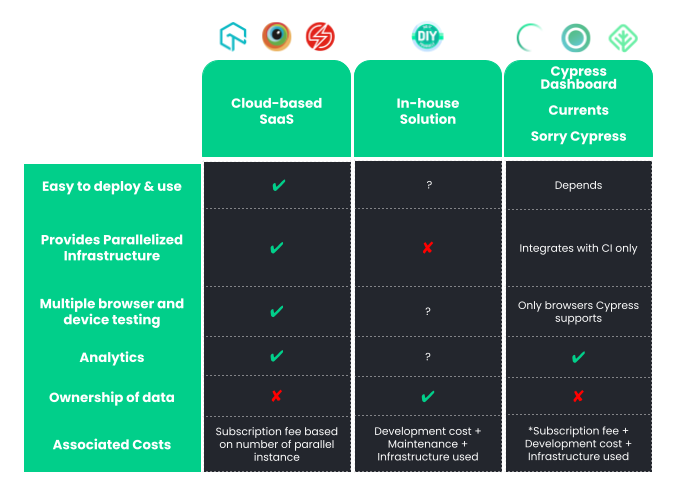 DIY
Cloud-based
SaaS
In-house
Solution
Cypress
Dashboard
Currents
Sorry Cypress
Easy to deploy & use
✔
?
Depends
Provides Parallelized
Infrastructure
✔
✘
Integrates with CI only
Multiple browser and
device testing
✔
?
Only browsers Cypress
supports
Analytics
✔
?
✔
Ownership of data
✘
✔
✘
Associated Costs
Subscription fee based
on number of parallel
instance
Development cost +
Maintenance +
Infrastructure used
*Subscription fee +
Development cost +
Infrastructure used